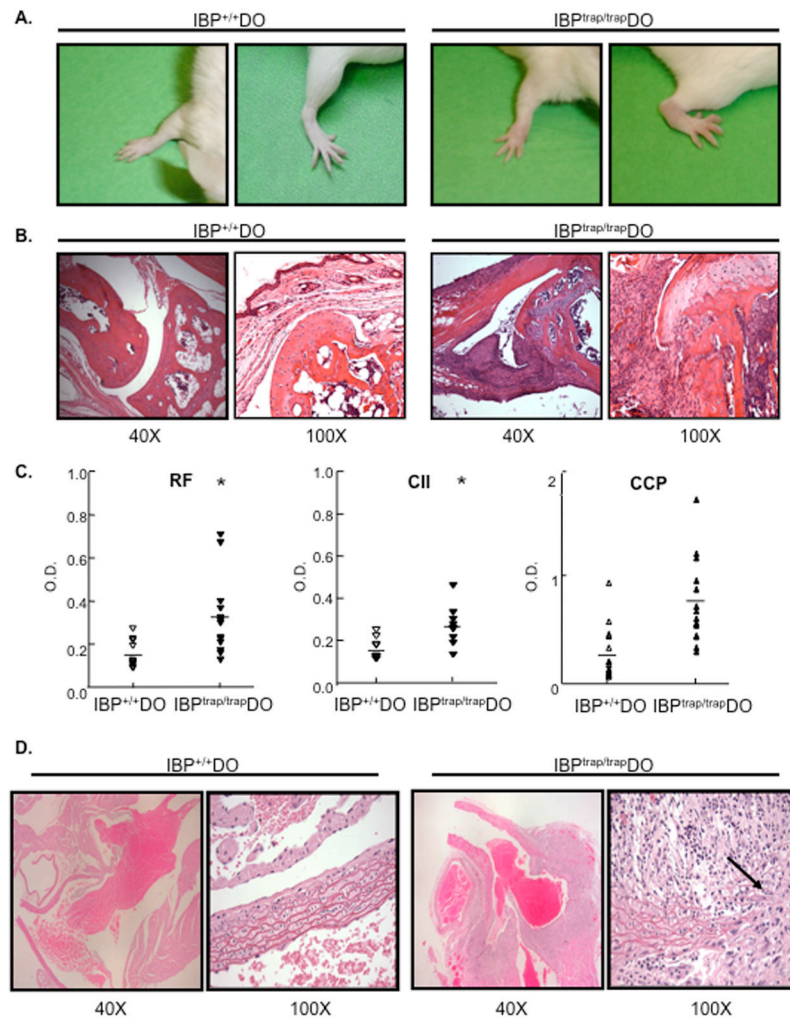 A.
IBP+/+DO IBPtrap/trapDO
B.
IBP+/+DO IBPtrap/trapDO
40X 100X 40X 100X
C.
RF * CII * CCP
1.0 1.0 2
0.8 0.8
0.6 0.6
O.D. O.D. O.D.
1
0.4 0.4
0.2 0.2
0.0 0.0 0
IBP+/+DO IBPtrap/trapDO IBP+/+DO IBPtrap/trapDO IBP+/+DO IBPtrap/trapDO
D.
IBP+/+DO IBPtrap/trapDO
40X 100X 40X 100X